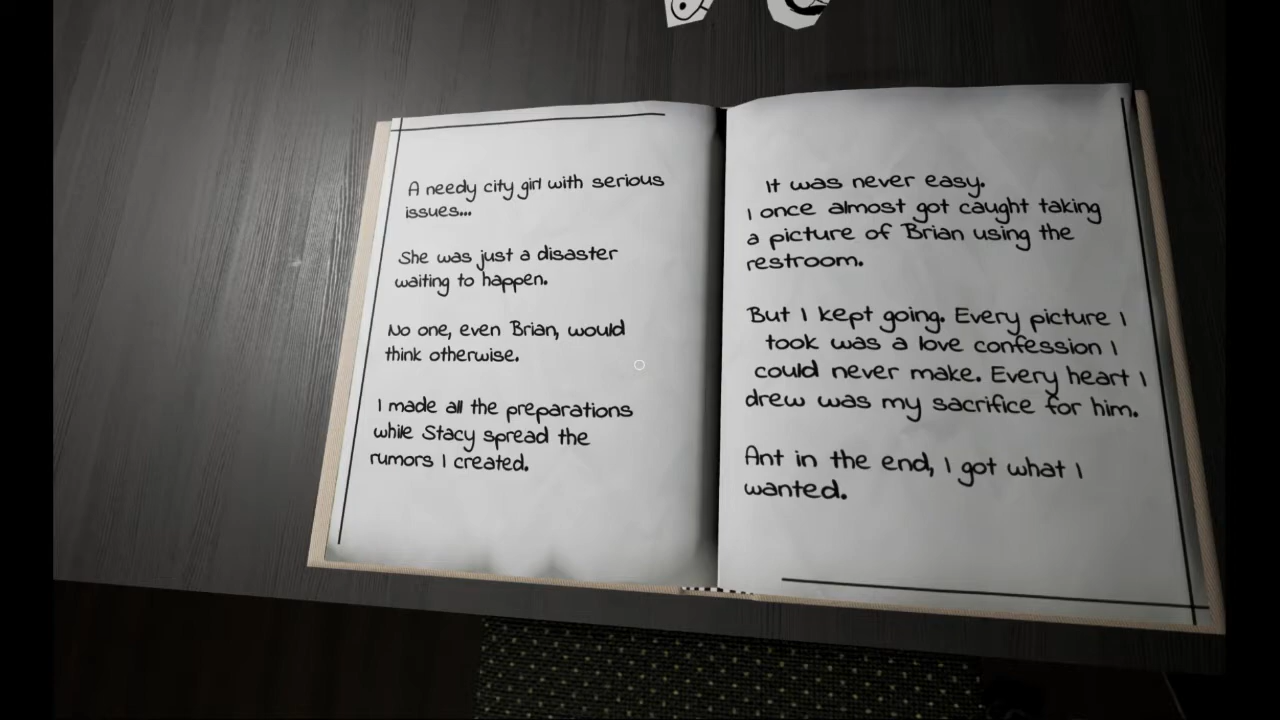 A needy city girl with serious
issues...
She was just a disaster
waiting to happen.
No one, even Brian, would
think otherwise.
I made all the preparations
while Stacy spread the
rumors I created.
It was never easy.
I once almost got caught taking
a picture of Brian using the
restroom.
But I kept going. Every picture I
took was a love confession I
could never make. Every heart I
drew was my sacrifice for him.
Ant in the end, I got what I
wanted.